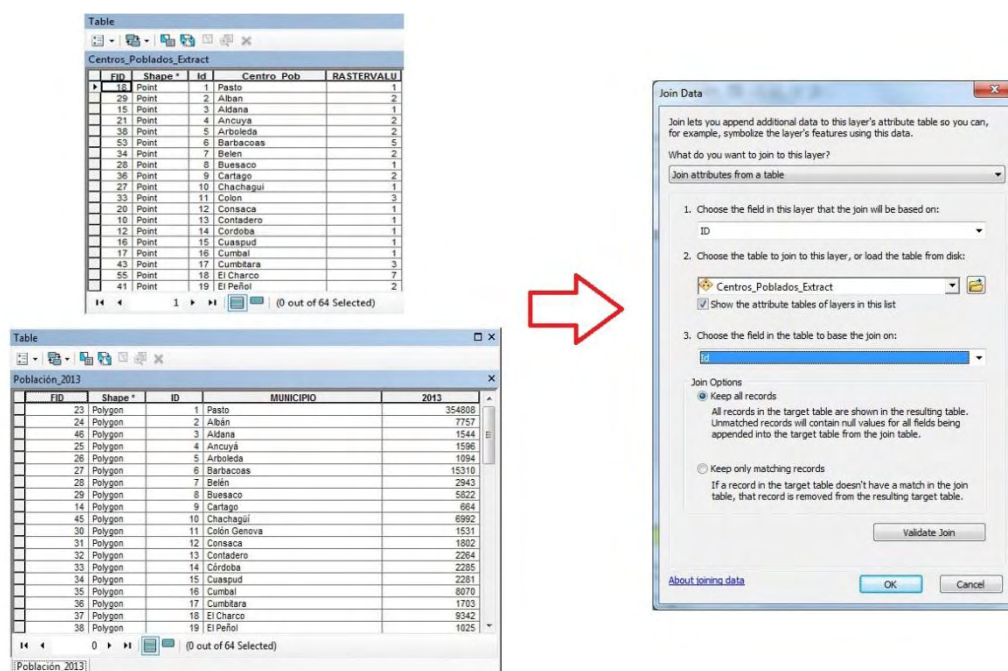 Table
Centros_Poblados_Extract
FID Shape * Id Centro_Pob RASTERVALU
18 Point 1 Pasto 1
29 Point 2 Alban 2
15 Point 3 Aldana 1
21 Point 4 Ancuya 2
38 Point 5 Arboleda 2
53 Point 6 Barbacoas 5
34 Point 7 Belen 2
28 Point 8 Buesaco 1
36 Point 9 Cartago 2
27 Point 10 Chachagui 1
33 Point 11 Colon 3
20 Point 12 Consaca 1
10 Point 13 Contadero 1
12 Point 14 Cordoba 1
16 Point 15 Cuaspud 1
17 Point 16 Cumbal 1
43 Point 17 Cumbitara 3
55 Point 18 El Charco 7
41 Point 19 El Peñol 2
1 (0 out of 64 Selected)
Table
Población_2013
FID Shape * ID MUNICIPIO 2013
23 Polygon 1 Pasto 354808
24 Polygon 2 Albán 7757
46 Polygon 3 Aldana 1544
25 Polygon 4 Ancuyá 1596
26 Polygon 5 Arboleda 1094
27 Polygon 6 Barbacoas 15310
28 Polygon 7 Belén 2943
29 Polygon 8 Buesaco 5822
14 Polygon 9 Cartago 664
45 Polygon 10 Chachagüí 6992
30 Polygon 11 Colón Genova 1531
31 Polygon 12 Consaca 1802
32 Polygon 13 Contadero 2264
33 Polygon 14 Córdoba 2285
34 Polygon 15 Cuaspud 2281
35 Polygon 16 Cumbal 8070
36 Polygon 17 Cumbitara 1703
37 Polygon 18 El Charco 9342
38 Polygon 19 El Peñol 1025
0 (0 out of 64 Selected)
Población_2013
Join Data
Join lets you append additional data to this layer's attribute table so you can,
for example, symbolize the layer's features using this data.
What do you want to join to this layer?
Join attributes from a table
1. Choose the field in this layer that the join will be based on:
ID
2. Choose the table to join to this layer, or load the table from disk:
Centros_Poblados_Extract
Show the attribute tables of layers in this list
3. Choose the field in the table to base the join on:
Id
Join Options
Keep all records
All records in the target table are shown in the resulting table.
Unmatched records will contain null values for all fields being
appended into the target table from the join table.
Keep only matching records
If a record in the target table doesn't have a match in the join
table, that record is removed from the resulting target table.
Validate Join
About joining data
OK Cancel